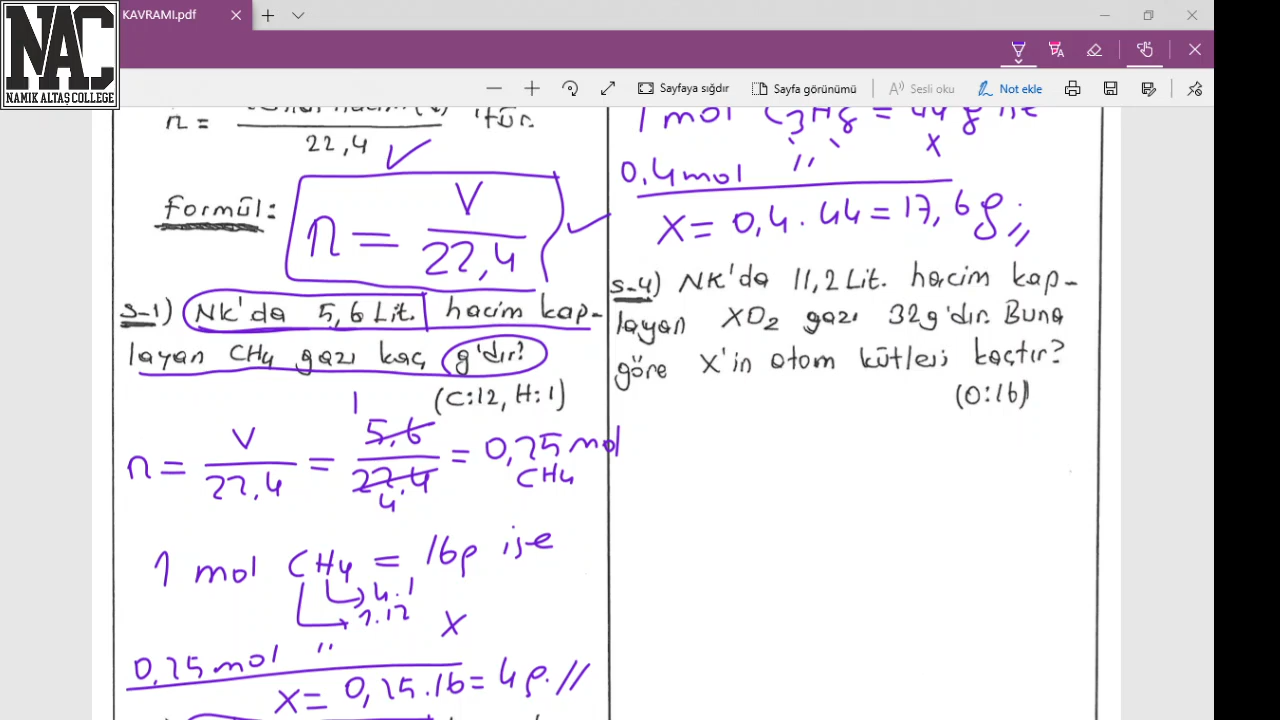 NAC
NAMIK ALTAŞ COLLEGE
KAVRAMI.pdf
Sayfaya sığdır
Sayfa görünümü
Sesli oku
Not ekle
n = 'tür.
22,4
formül:
n = V / 22,4
s-1) NK'da 5,6 Lit. hacim kap-
layan CH4 gazı kaç g'dır?
(C:12, H:1)
n = V / 22,4 = 5,6 / 22,4 = 0,25 mol
CH4
1
4
1 mol CH4 = 16g ise
4.1
1.12
X
0,25 mol "
X = 0,25.16 = 4g.//
1 mol C3H8 = 44g ise
X
0,4 mol "
X = 0,4.44 = 17,6g //
s-4) NK'da 11,2 Lit. hacim kap-
layan XO2 gazı 32g'dır. Buna
göre X'in atom kütlesi kaçtır?
(O:16)